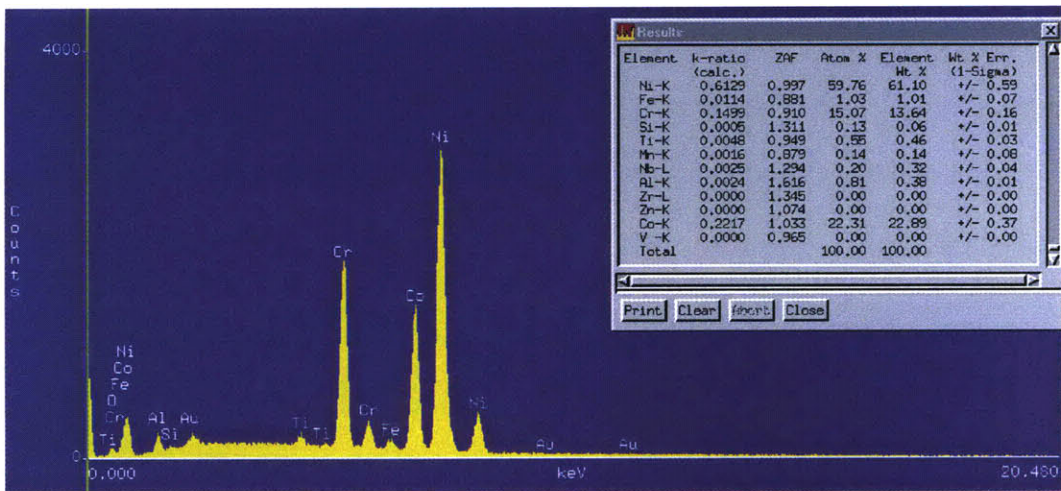 4000
Counts
0
Ni
Co
Fe
O
Cr
Ti
Al
Si
Au
Ti
Ti
Cr
Cr
Fe
Co
Ni
Ni
Au
Au
0.000
keV
20.480
Results
Element k-ratio ZAF Atom % Element Wt % Err.
(calc.) Wt % (1-Sigma)
Ni-K 0.6129 0.997 59.76 61.10 +/- 0.59
Fe-K 0.0114 0.881 1.03 1.01 +/- 0.07
Cr-K 0.1499 0.910 15.07 13.64 +/- 0.16
Si-K 0.0005 1.311 0.13 0.06 +/- 0.01
Ti-K 0.0048 0.949 0.55 0.46 +/- 0.03
Mn-K 0.0016 0.879 0.14 0.14 +/- 0.08
Nb-L 0.0025 1.294 0.20 0.32 +/- 0.04
Al-K 0.0024 1.616 0.81 0.38 +/- 0.01
Zr-L 0.0000 1.345 0.00 0.00 +/- 0.00
Zn-K 0.0000 1.074 0.00 0.00 +/- 0.00
Co-K 0.2217 1.033 22.31 22.89 +/- 0.37
V -K 0.0000 0.965 0.00 0.00 +/- 0.00
Total 100.00 100.00
Print Clear Abort Close